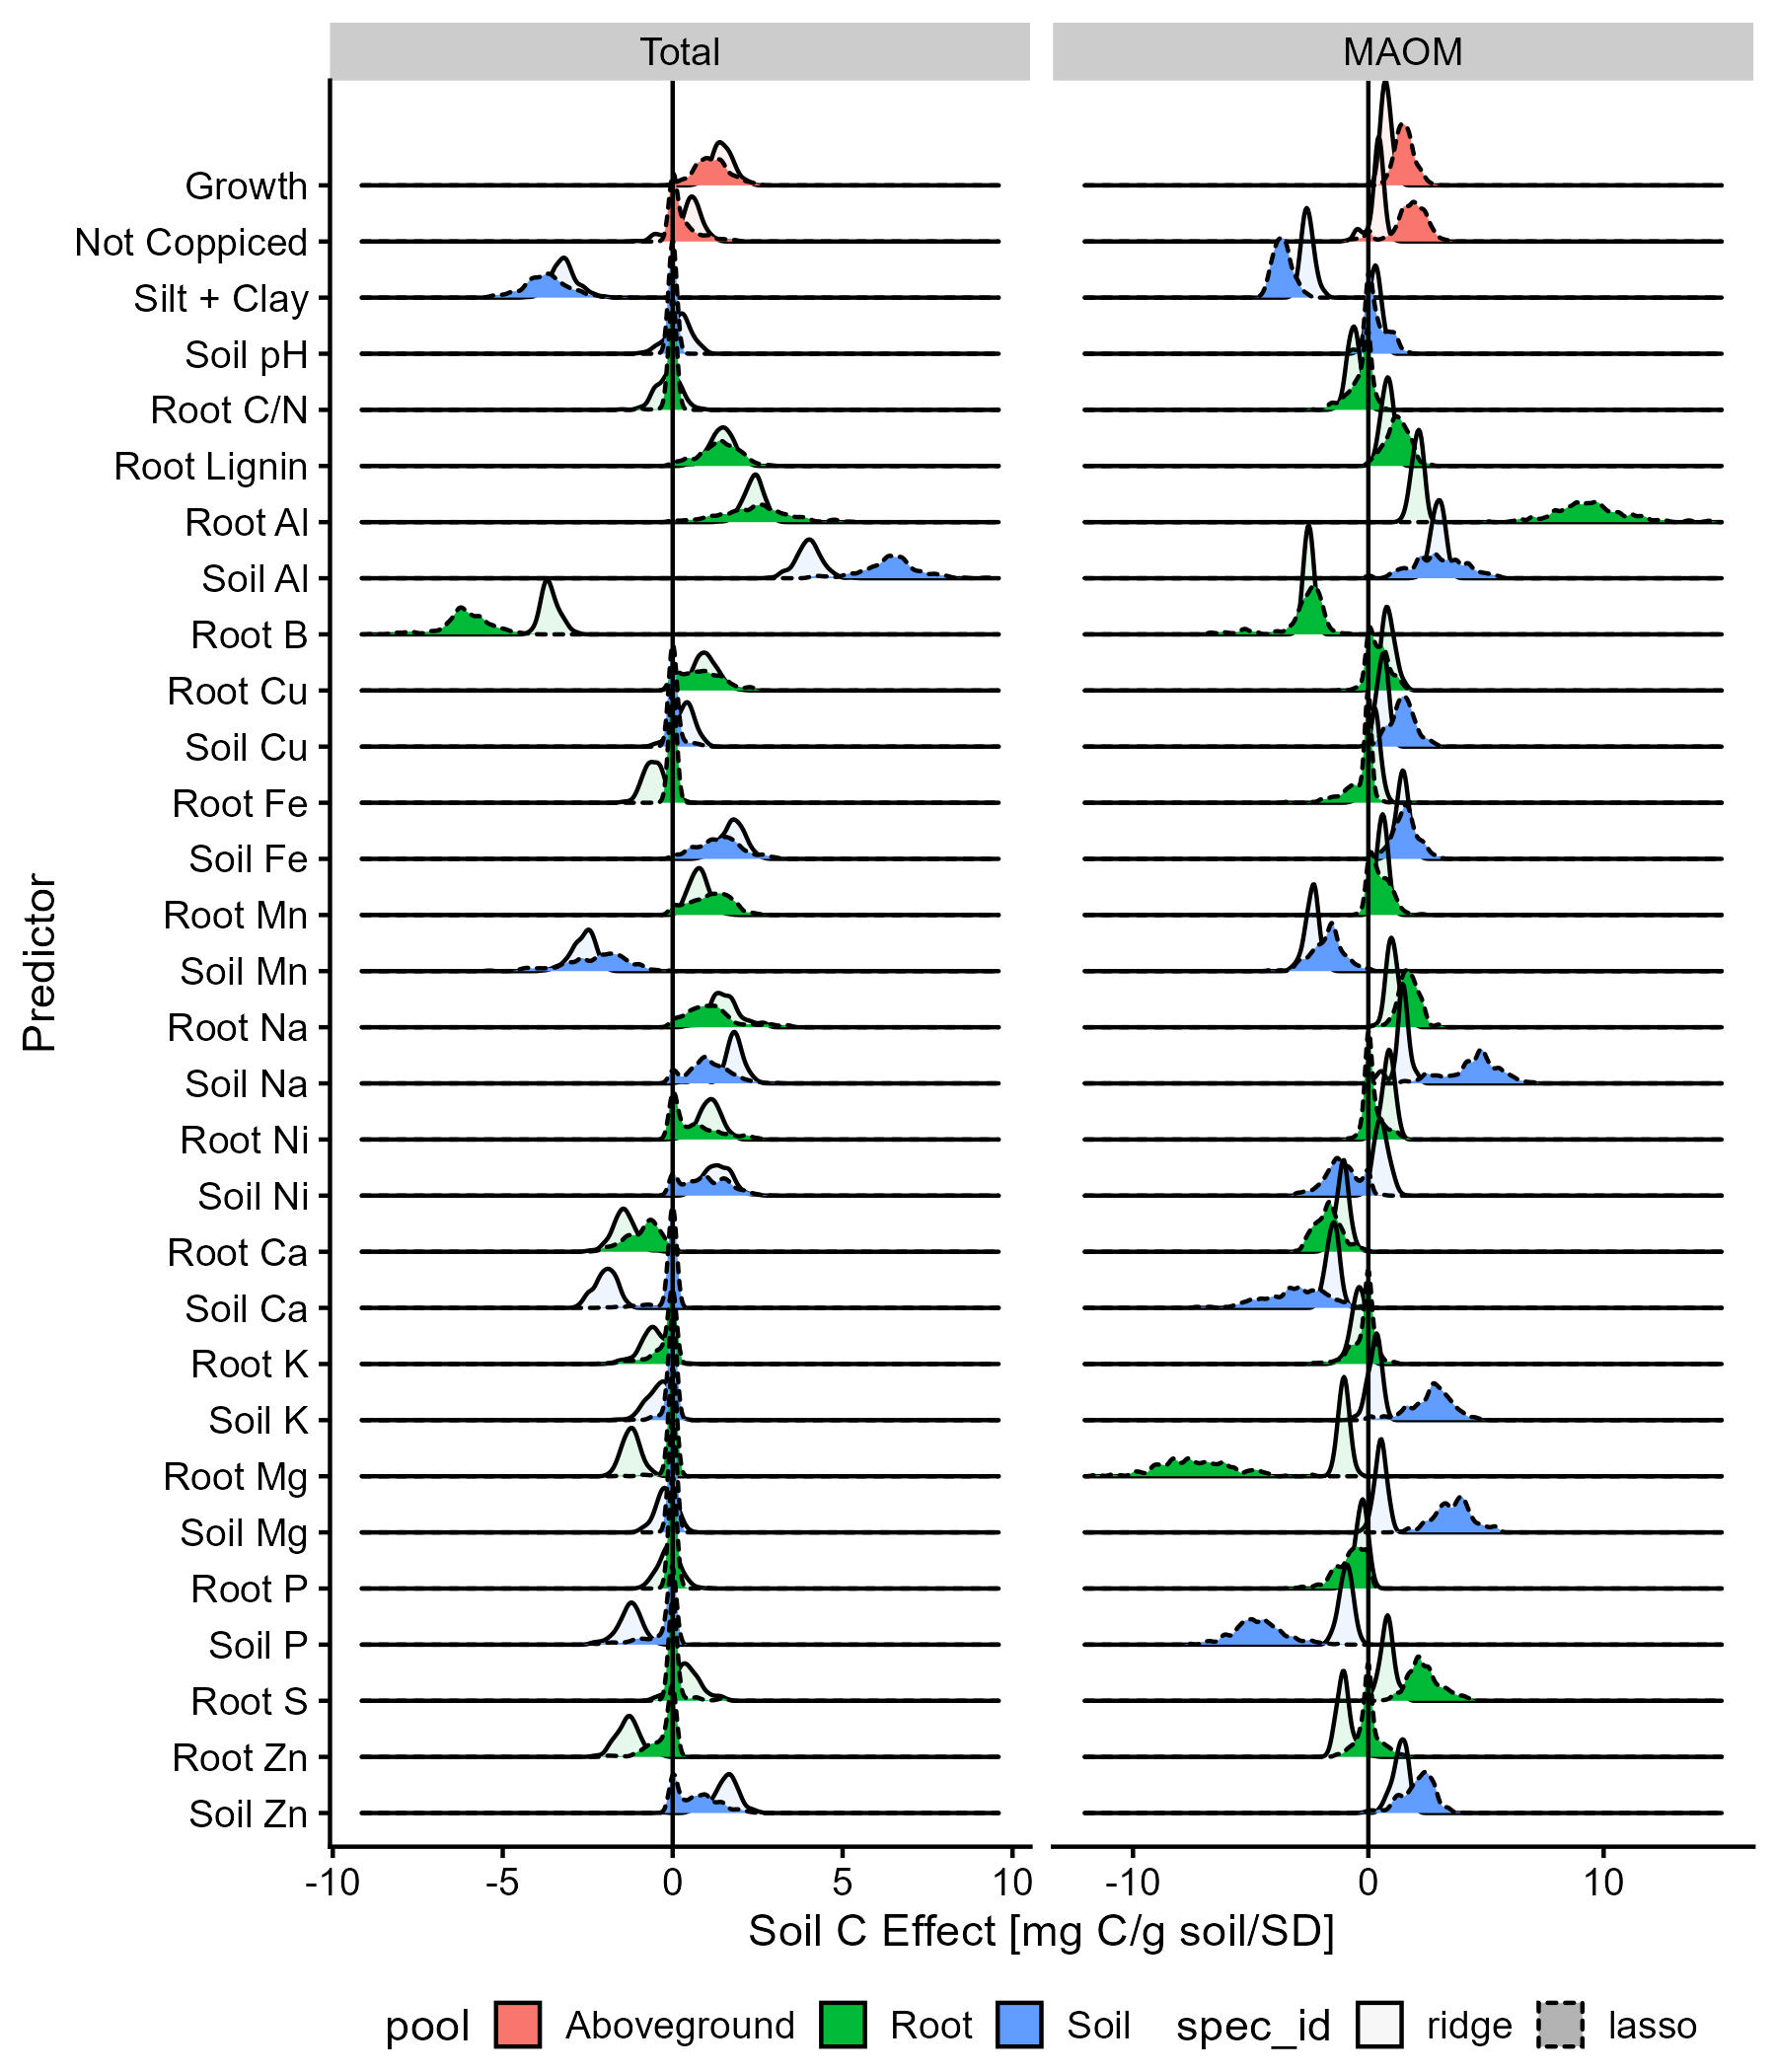 Total
MAOM
Growth
Not Coppiced
Silt + Clay
Soil pH
Root C/N
Root Lignin
Root Al
Soil Al
Root B
Root Cu
Soil Cu
Root Fe
Soil Fe
Root Mn
Soil Mn
Root Na
Soil Na
Root Ni
Soil Ni
Root Ca
Soil Ca
Root K
Soil K
Root Mg
Soil Mg
Root P
Soil P
Root S
Root Zn
Soil Zn
Predictor
-10 -5 0 5 10
-10 0 10
Soil C Effect [mg C/g soil/SD]
pool Aboveground Root Soil spec_id ridge lasso